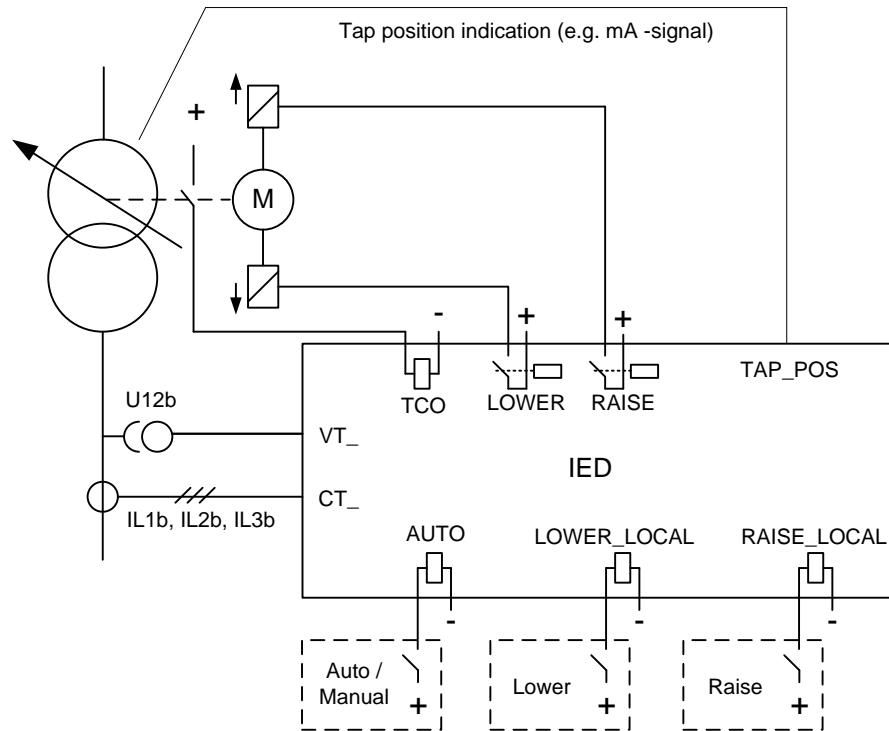 Tap position indication (e.g. mA -signal)
+
M
-
+
+
TCO
LOWER
RAISE
TAP_POS
U12b
VT_
IED
CT_
IL1b, IL2b, IL3b
AUTO
LOWER_LOCAL
RAISE_LOCAL
-
-
-
Auto /
Manual
+
Lower
+
Raise
+